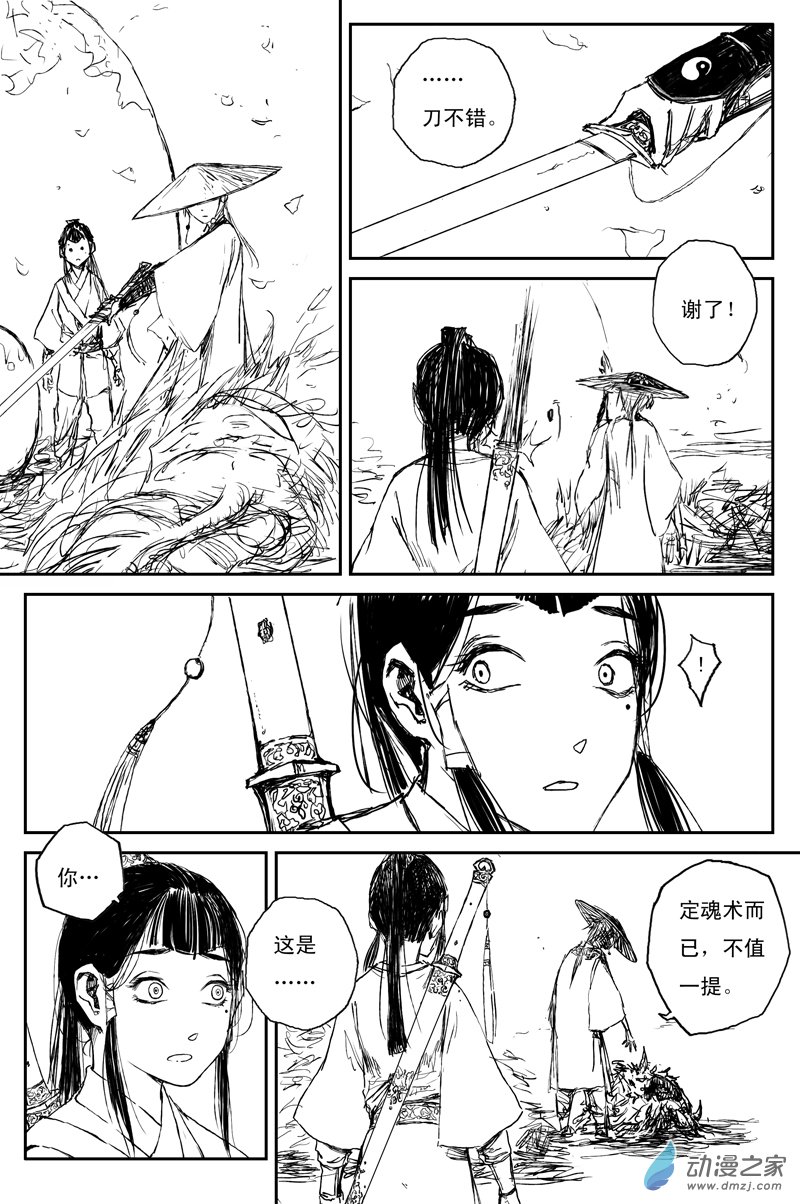 ……
刀不错。
谢了！
！
你…
这是
……
定魂术而
已，不值
一提。
动漫之家
www.dmzj.com